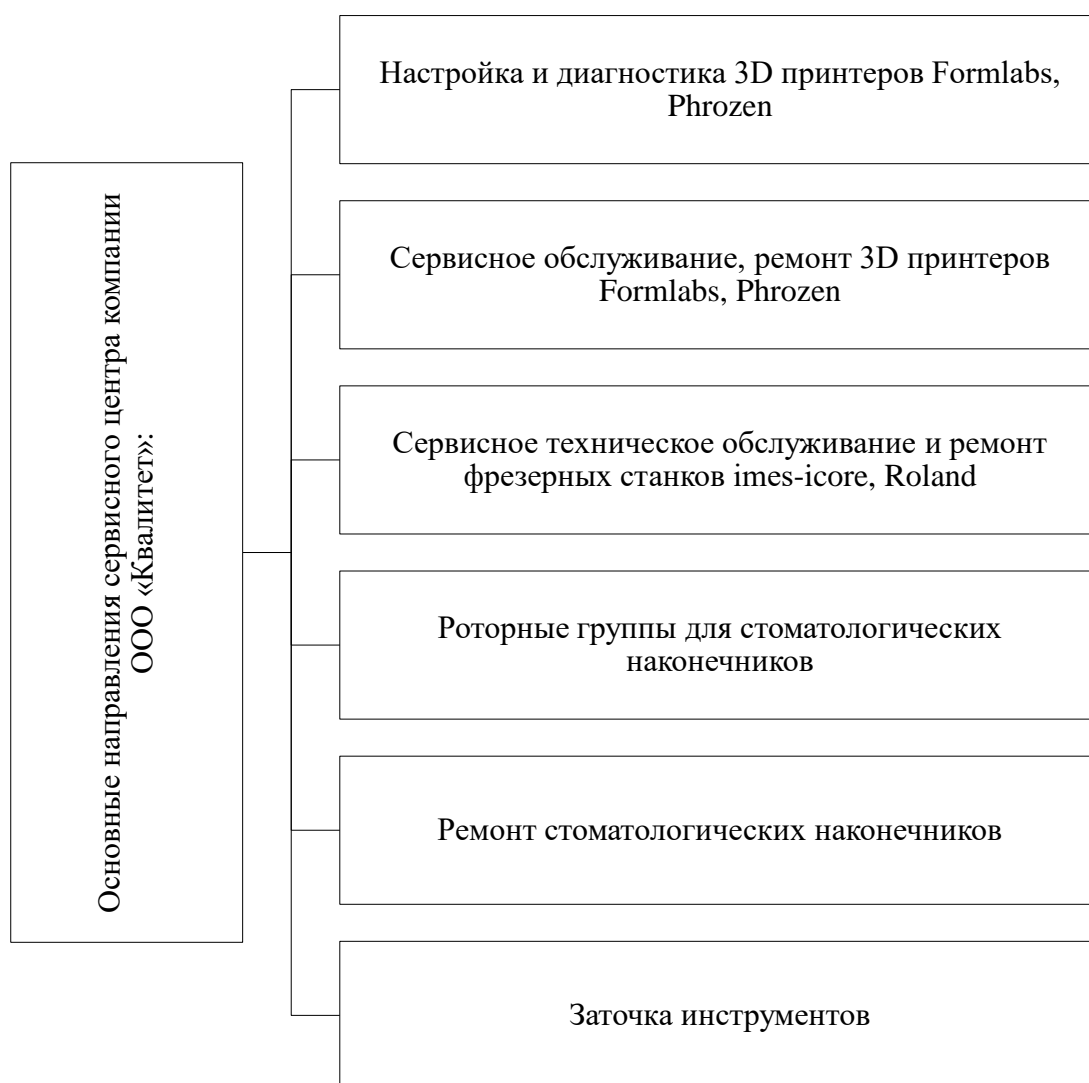 Основные направления сервисного центра компании
ООО «Квалитет»:
Настройка и диагностика 3D принтеров Formlabs,
Phrozen
Сервисное обслуживание, ремонт 3D принтеров
Formlabs, Phrozen
Сервисное техническое обслуживание и ремонт
фрезерных станков imes-icore, Roland
Роторные группы для стоматологических
наконечников
Ремонт стоматологических наконечников
Заточка инструментов